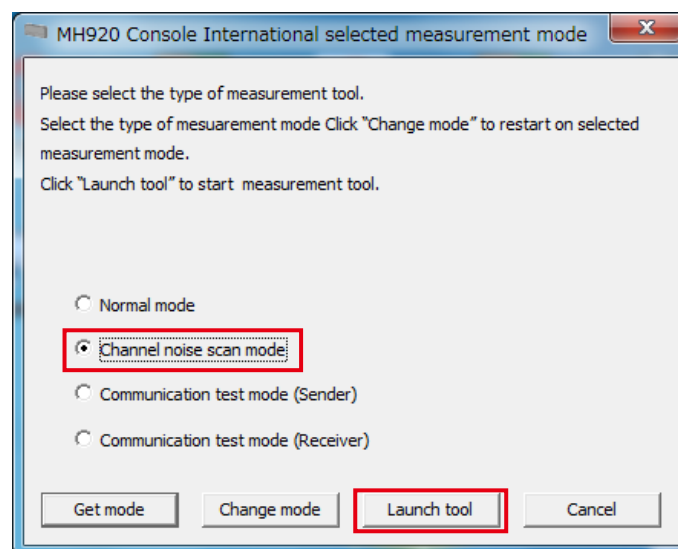 MH920 Console International selected measurement mode
Please select the type of measurement tool.
Select the type of mesuarement mode Click "Change mode" to restart on selected
measurement mode.
Click "Launch tool" to start measurement tool.
Normal mode
Channel noise scan mode
Communication test mode (Sender)
Communication test mode (Receiver)
Get mode Change mode Launch tool Cancel